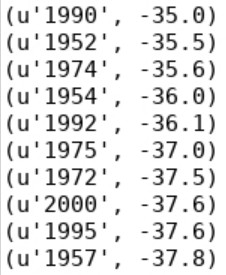 (u'1990', -35.0)
(u'1952', -35.5)
(u'1974', -35.6)
(u'1954', -36.0)
(u'1992', -36.1)
(u'1975', -37.0)
(u'1972', -37.5)
(u'2000', -37.6)
(u'1995', -37.6)
(u'1957', -37.8)